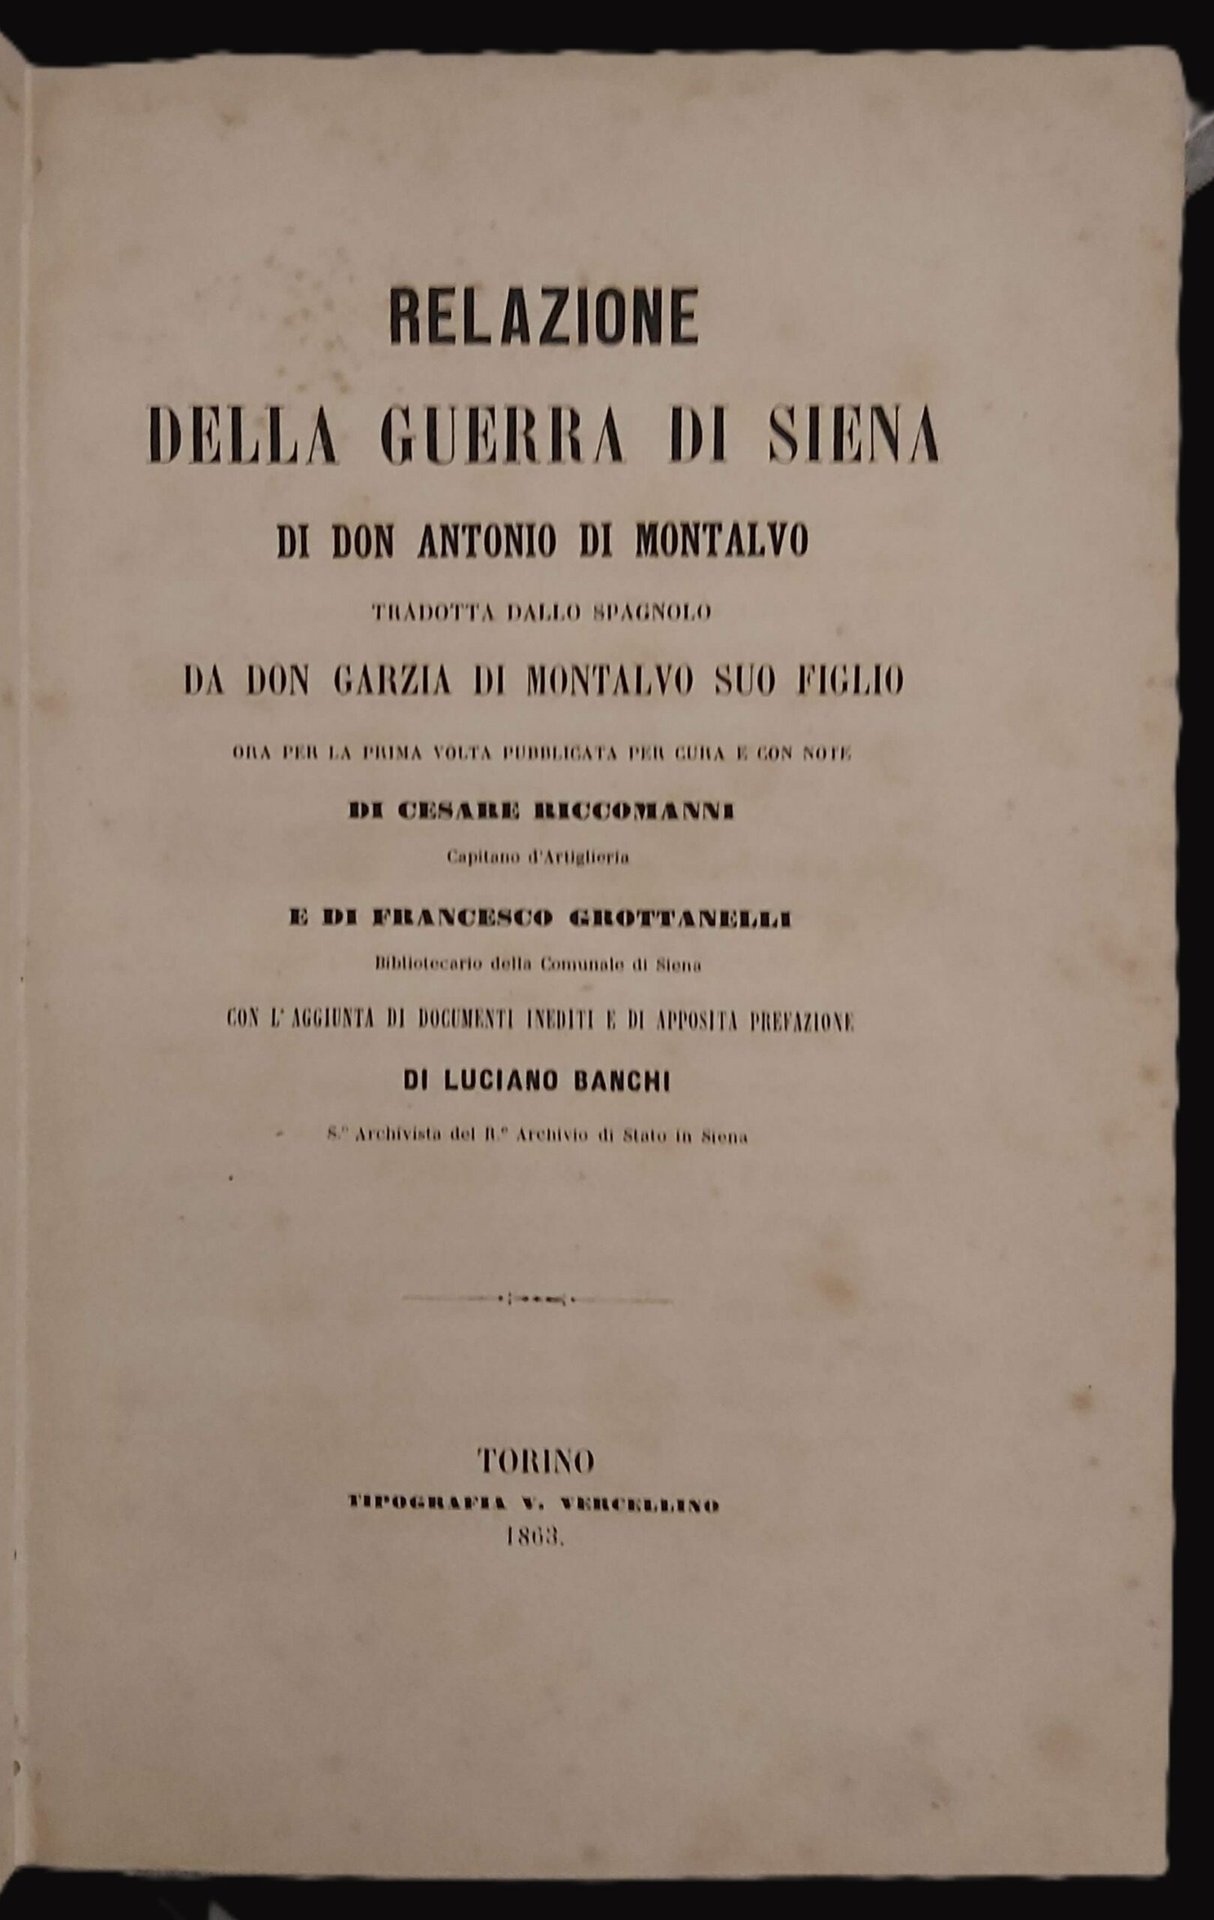 RELAZIONE
DELLA GUERRA DI SIENA
DI DON ANTONIO DI MONTALVO
TRADOTTA DALLO SPAGNOLO
DA DON GARZIA DI MONTALVO SUO FIGLIO
ORA PER LA PRIMA VOLTA PUBBLICATA PER CURA E CON NOTE
DI CESARE RICCOMANNI
Capitano d'Artiglieria
E DI FRANCESCO GROTTANELLI
Bibliotecario della Comunale di Siena
CON L'AGGIUNTA DI DOCUMENTI INEDITI E DI APPOSITA PREFAZIONE
DI LUCIANO BANCHI
S.º Archivista del R.º Archivio di Stato in Siena
TORINO
TIPOGRAFIA V. VERCELLINO
1863.